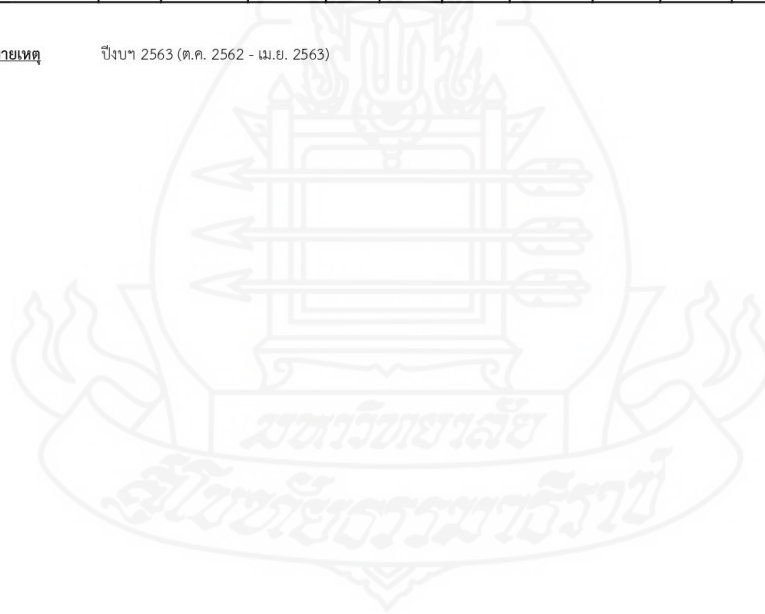 ายเหตุ ปีงบฯ 2563 (ต.ค. 2562 - เม.ย. 2563)
มหาวิทยาลัย
สุโขทัยธรรมาธิราช